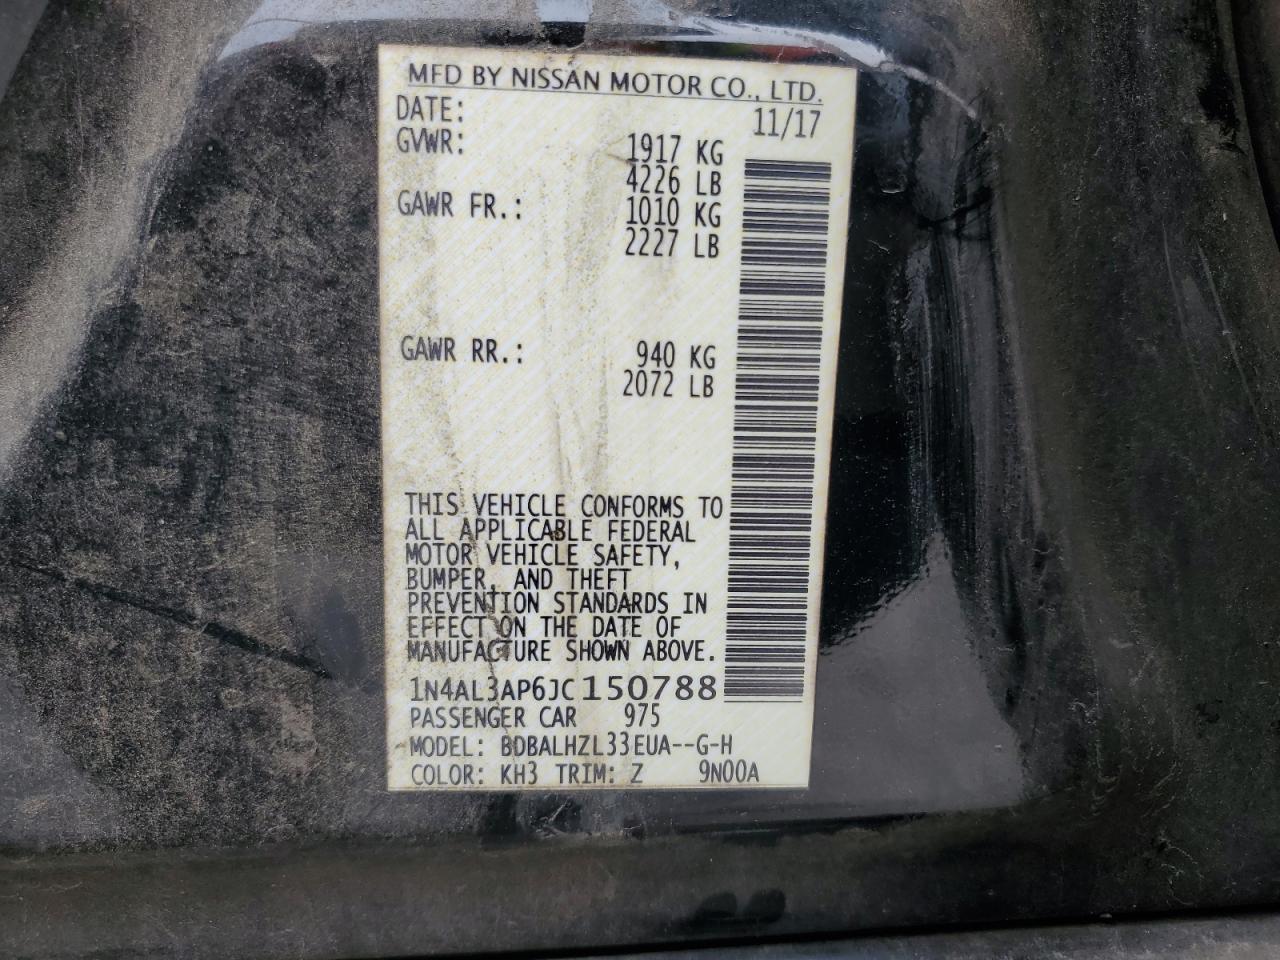 MFD BY NISSAN MOTOR CO., LTD.
DATE: 11/17
GVWR: 1917 KG
4226 LB
GAWR FR.: 1010 KG
2227 LB
GAWR RR.: 940 KG
2072 LB
THIS VEHICLE CONFORMS TO
ALL APPLICABLE FEDERAL
MOTOR VEHICLE SAFETY,
BUMPER, AND THEFT
PREVENTION STANDARDS IN
EFFECT ON THE DATE OF
MANUFACTURE SHOWN ABOVE.
1N4AL3AP6JC150788
PASSENGER CAR 975
MODEL: BDBALHZL33EUA--G-H
COLOR: KH3 TRIM: Z 9N00A